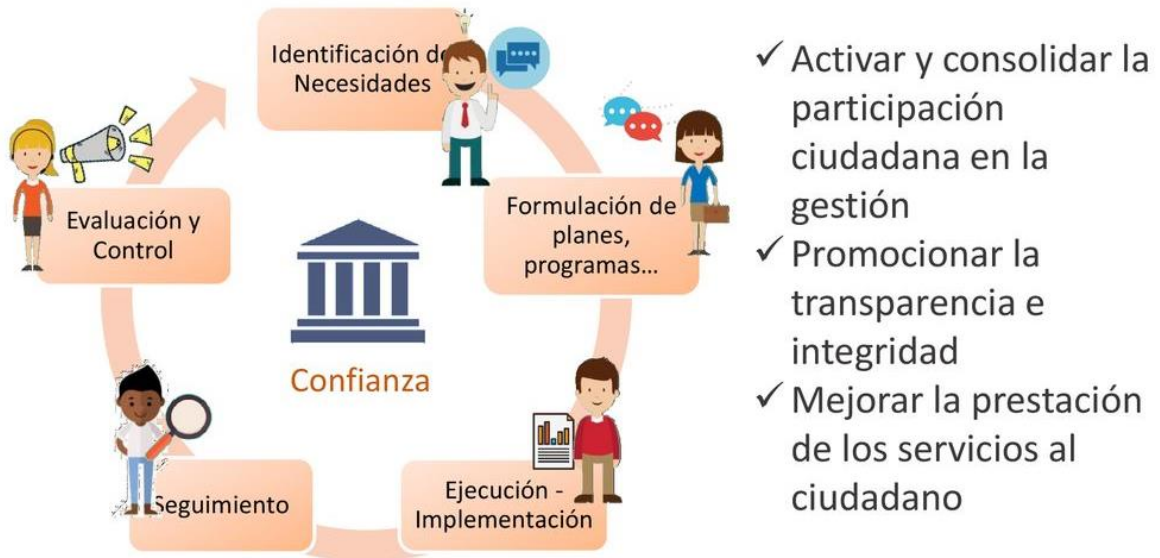 Identificación de
Necesidades
Formulación de
planes,
programas...
Ejecución -
Implementación
Seguimiento
Evaluación y
Control
Confianza
✓ Activar y consolidar la
participación
ciudadana en la
gestión
✓ Promocionar la
transparencia e
integridad
✓ Mejorar la prestación
de los servicios al
ciudadano